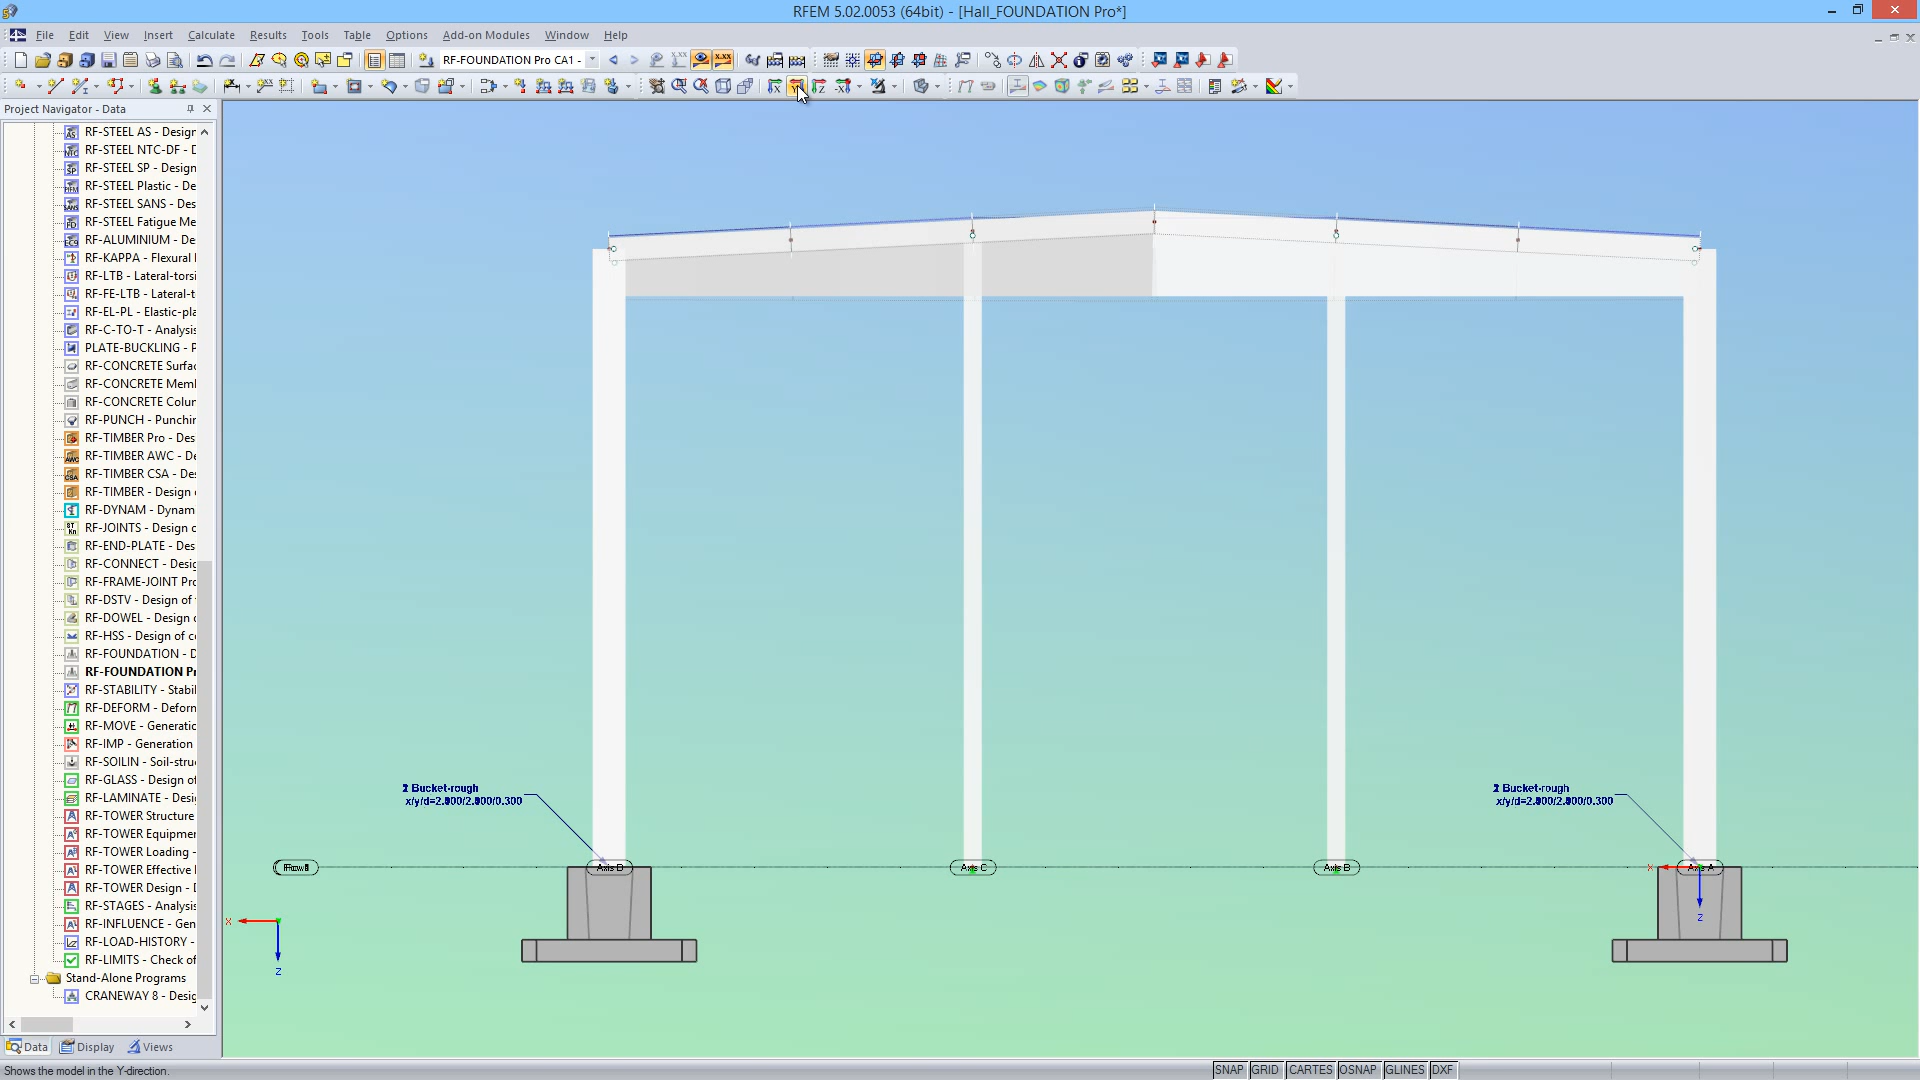 RFEM 5.02.0053 (64bit) - [Hall_FOUNDATION Pro*]
File Edit View Insert Calculate Results Tools Table Options Add-on Modules Window Help
RF-FOUNDATION Pro CA1 -
Project Navigator - Data
RF-STEEL AS - Design
RF-STEEL NTC-DF - D
RF-STEEL SP - Design
RF-STEEL Plastic - De
RF-STEEL SANS - Des
RF-STEEL Fatigue Me
RF-ALUMINIUM - De
RF-KAPPA - Flexural
RF-LTB - Lateral-torsi
RF-FE-LTB - Lateral-t
RF-EL-PL - Elastic-pla
RF-C-TO-T - Analysis
PLATE-BUCKLING - P
RF-CONCRETE Surfac
RF-CONCRETE Memb
RF-CONCRETE Colum
RF-PUNCH - Punchin
RF-TIMBER Pro - Des
RF-TIMBER AWC - De
RF-TIMBER CSA - Des
RF-TIMBER - Design
RF-DYNAM - Dynam
RF-JOINTS - Design c
RF-END-PLATE - Des
RF-CONNECT - Desig
RF-FRAME-JOINT Pro
RF-DSTV - Design of
RF-DOWEL - Design
RF-HSS - Design of c
RF-FOUNDATION - D
RF-FOUNDATION Pr
RF-STABILITY - Stabil
RF-DEFORM - Deform
RF-MOVE - Generatic
RF-IMP - Generation
RF-SOILIN - Soil-stru
RF-GLASS - Design of
RF-LAMINATE - Desig
RF-TOWER Structure
RF-TOWER Equipmer
RF-TOWER Loading -
RF-TOWER Effective
RF-TOWER Design - D
RF-STAGES - Analysis
RF-INFLUENCE - Gen
RF-LOAD-HISTORY -
RF-LIMITS - Check of
Stand-Alone Programs
CRANEWAY 8 - Desig
Data Display Views
Bucket-rough
Bucket-rough
Axis D
Axis C
Axis B
Axis A
X
Z
X
Z
Shows the model in the Y-direction.
SNAP GRID CARTES OSNAP GLINES DXF